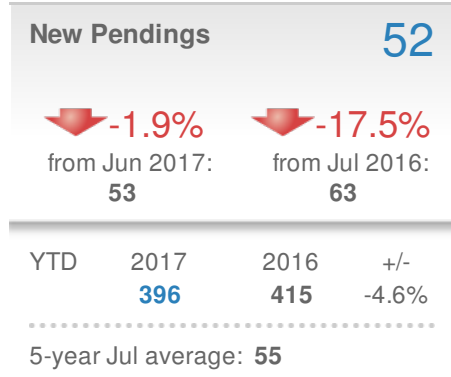 New Pendings 52
-1.9% -17.5%
from Jun 2017: from Jul 2016:
53 63
YTD 2017 2016 +/-
396 415 -4.6%
5-year Jul average: 55